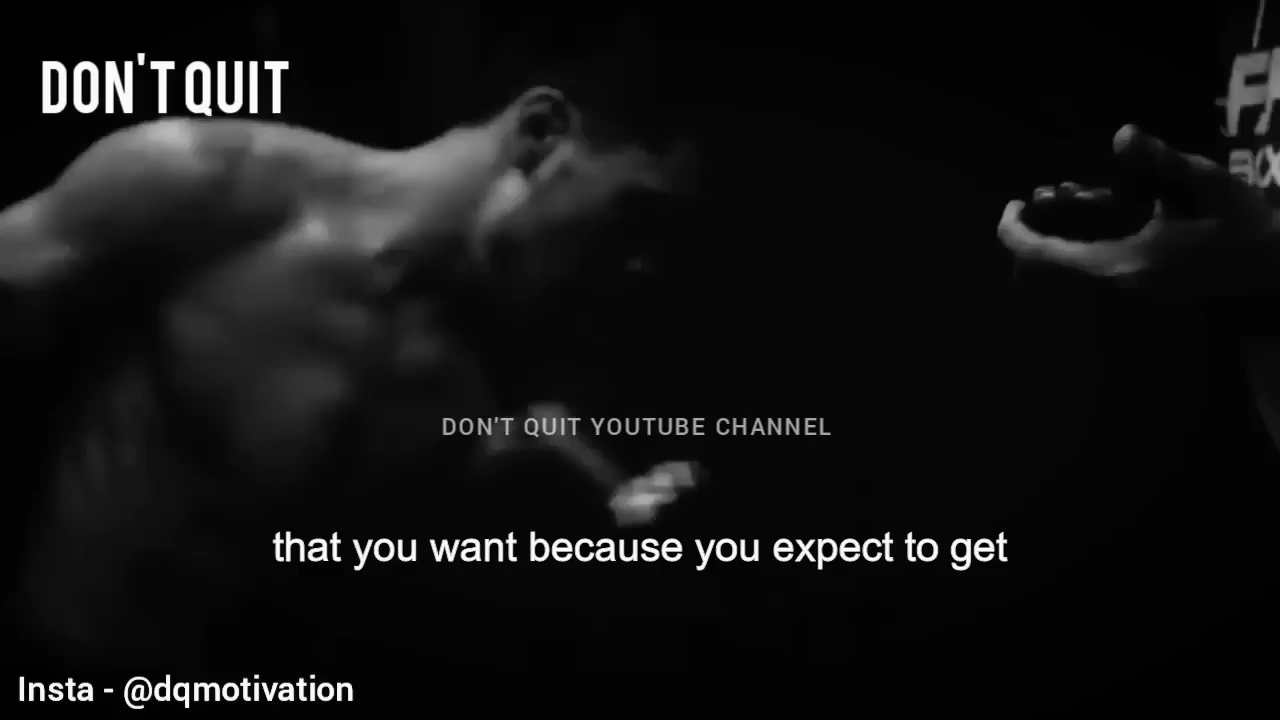 DON'T QUIT
DON'T QUIT YOUTUBE CHANNEL
that you want because you expect to get
Insta - @dqmotivation